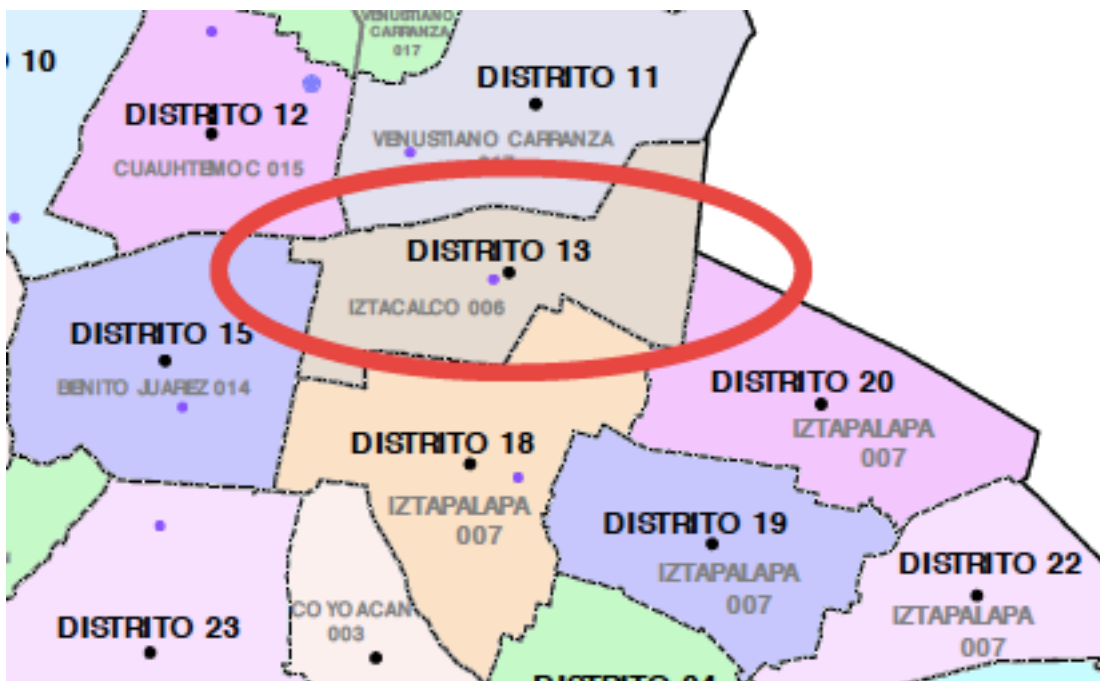 VENUSTIANO
CARRANZA
017
10
DISTRITO 11
DISTRITO 12
VENUSTIANO CARRANZA
CUAUHTEMOC 015
DISTRITO 13
IZTACALCO 006
DISTRITO 15
BENITO JUAREZ 014
DISTRITO 20
IZTAPALAPA
007
DISTRITO 18
IZTAPALAPA
007
DISTRITO 19
IZTAPALAPA
007
DISTRITO 22
IZTAPALAPA
007
COYOACAN
003
DISTRITO 23